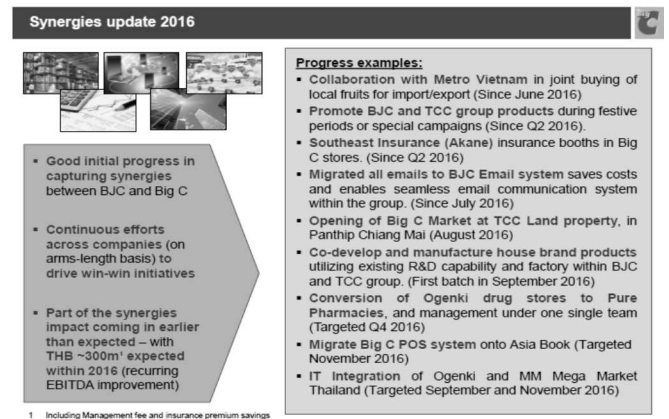 Synergies update 2016
Good initial progress in
capturing synergies
between BJC and Big C
Continuous efforts
across companies (on
arms-length basis) to
drive win-win initiatives
Part of the synergies
impact coming in earlier
than expected – with
THB ~300m¹ expected
within 2016 (recurring
EBITDA improvement)
Progress examples:
Collaboration with Metro Vietnam in joint buying of
local fruits for import/export (Since June 2016)
Promote BJC and TCC group products during festive
periods or special campaigns (Since Q2 2016).
Southeast Insurance (Akane) insurance booths in Big
C stores. (Since Q2 2016)
Migrated all emails to BJC Email system saves costs
and enables seamless email communication system
within the group. (Since July 2016)
Opening of Big C Market at TCC Land property, in
Panthip Chiang Mai (August 2016)
Co-develop and manufacture house brand products
utilizing existing R&D capability and factory within BJC
and TCC group. (First batch in September 2016)
Conversion of Ogenki drug stores to Pure
Pharmacies, and management under one single team
(Targeted Q4 2016)
Migrate Big C POS system onto Asia Book (Targeted
November 2016)
IT Integration of Ogenki and MM Mega Market
Thailand (Targeted September and November 2016)
1 Including Management fee and insurance premium savings